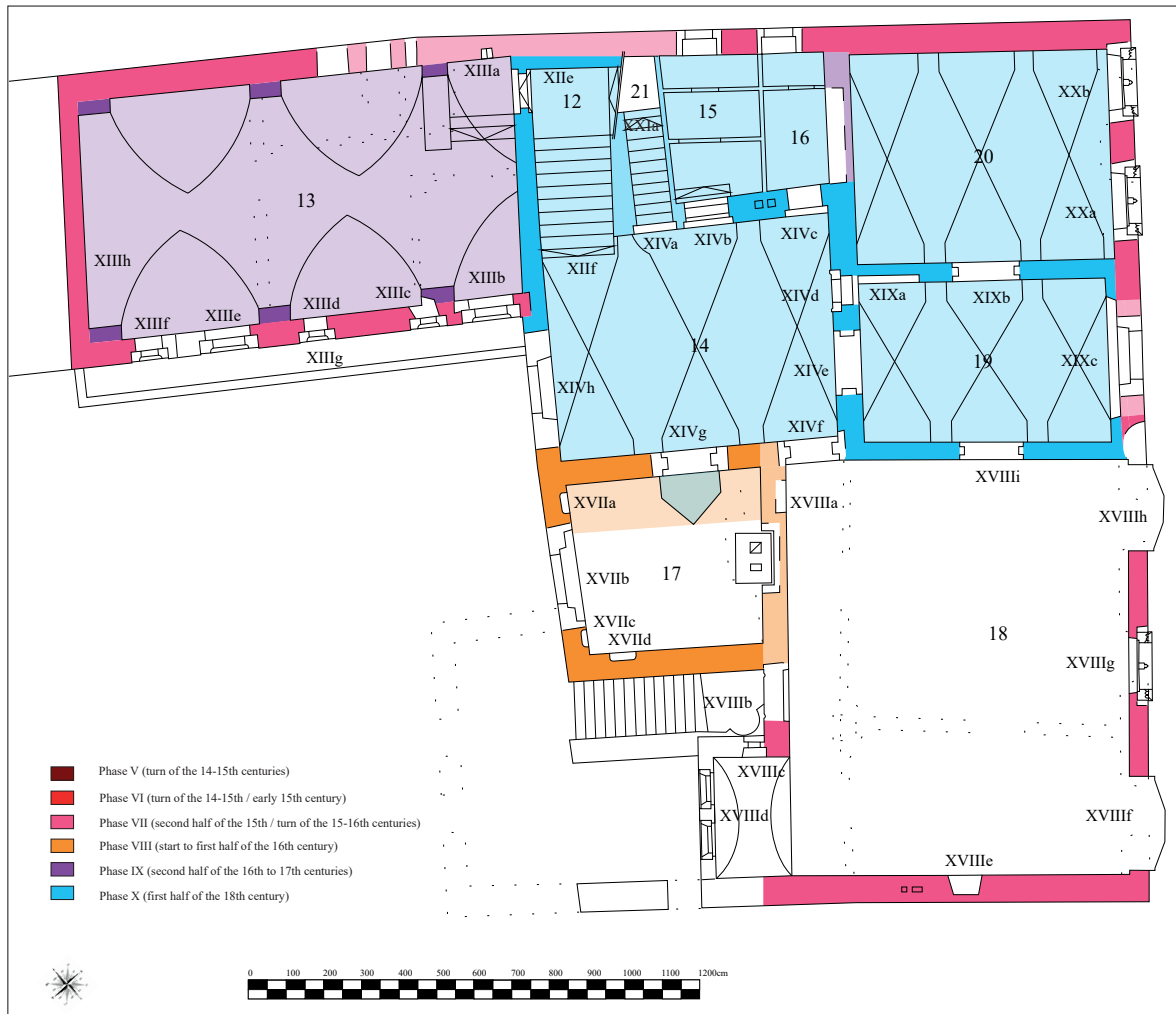 XIIIa
XIIe
12
21
XXIa
15
16
XXb
20
XXa
13
XIIIh
XIIIf
XIIIe
XIIId
XIIIc
XIIIb
XIIIg
XIIf
XIVa
XIVb
XIVc
XIVd
14
XIVe
XIVh
XIVg
XIVf
XIXa
XIXb
19
XIXc
XVIIa
XVIIb
17
XVIIc
XVIId
XVIIIa
XVIIIi
XVIIIh
18
XVIIIg
XVIIIb
XVIIIc
XVIIId
XVIIIe
XVIIIf
Phase V (turn of the 14-15th centuries)
Phase VI (turn of the 14-15th / early 15th century)
Phase VII (second half of the 15th / turn of the 15-16th centuries)
Phase VIII (start to first half of the 16th century)
Phase IX (second half of the 16th to 17th centuries)
Phase X (first half of the 18th century)
0 100 200 300 400 500 600 700 800 900 1000 1100 1200cm